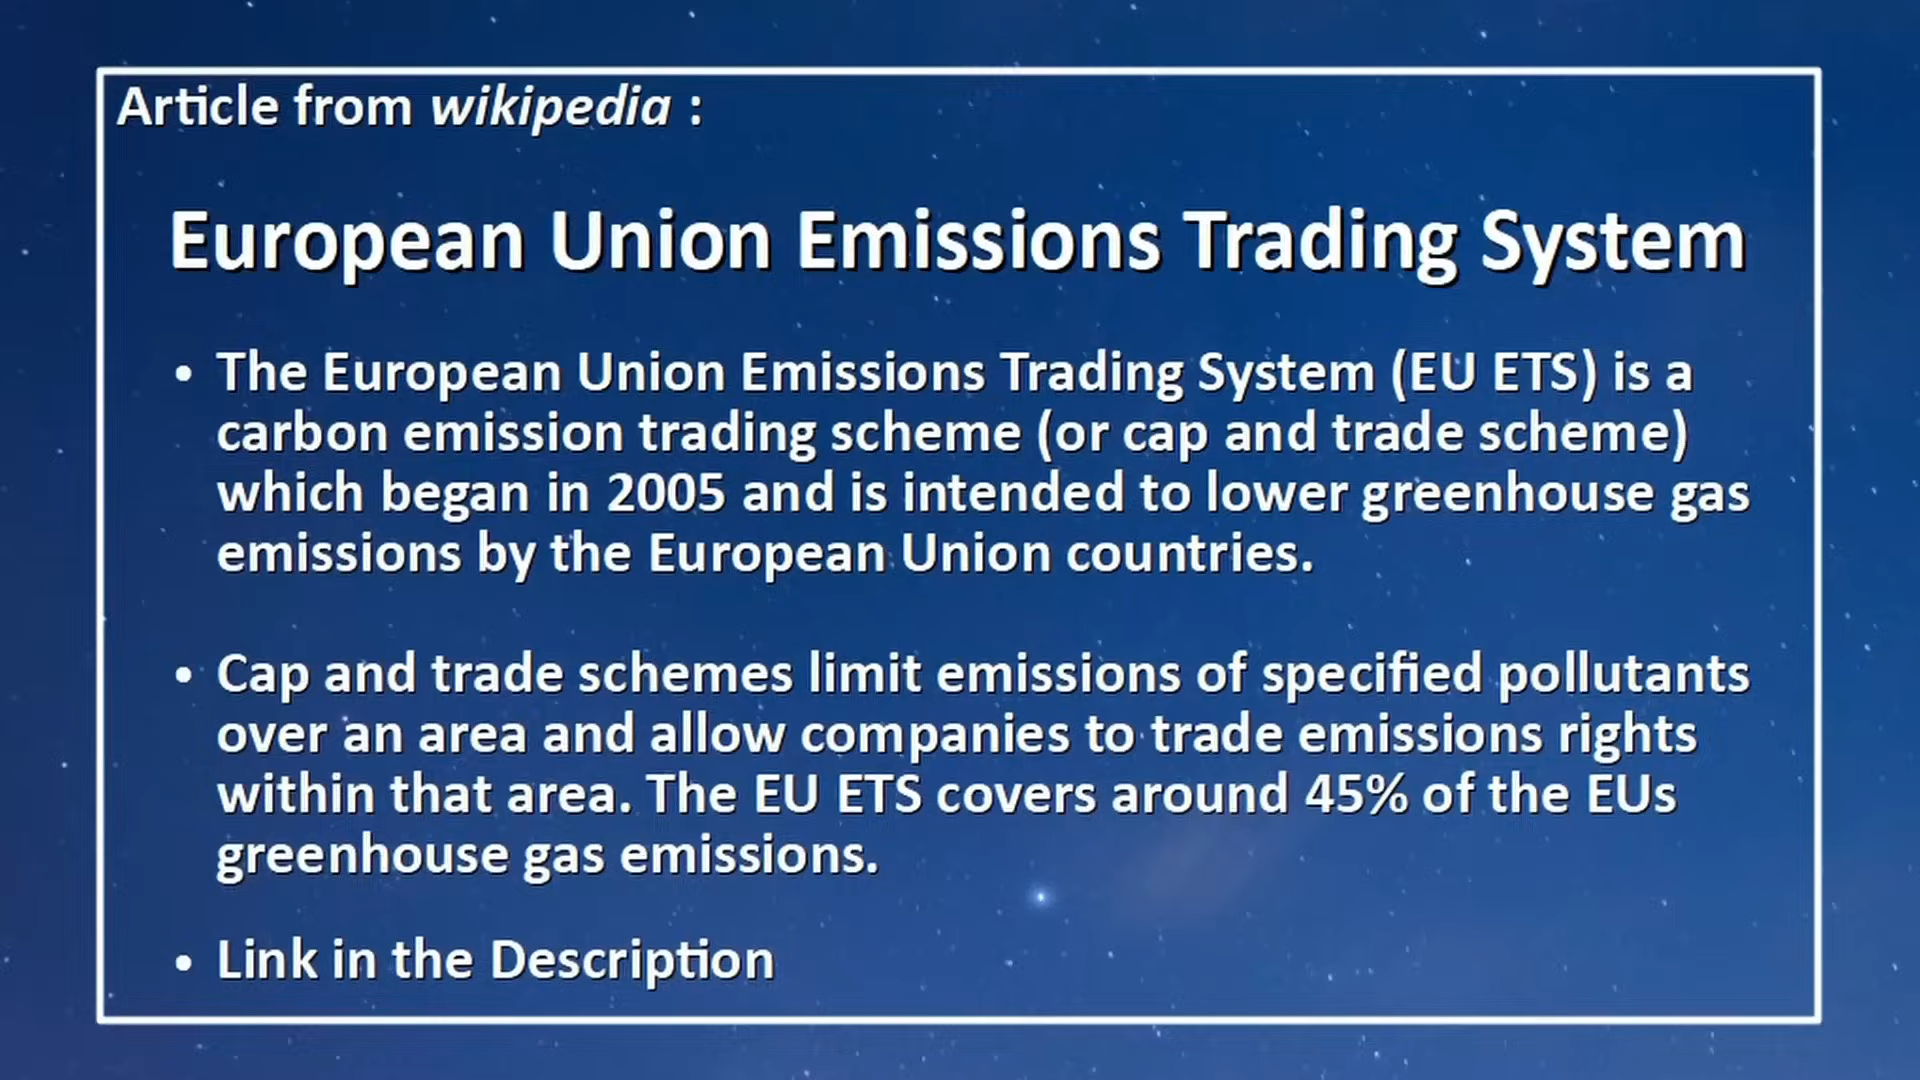 Article from wikipedia :
European Union Emissions Trading System
• The European Union Emissions Trading System (EU ETS) is a
carbon emission trading scheme (or cap and trade scheme)
which began in 2005 and is intended to lower greenhouse gas
emissions by the European Union countries.
• Cap and trade schemes limit emissions of specified pollutants
over an area and allow companies to trade emissions rights
within that area. The EU ETS covers around 45% of the EUs
greenhouse gas emissions.
• Link in the Description